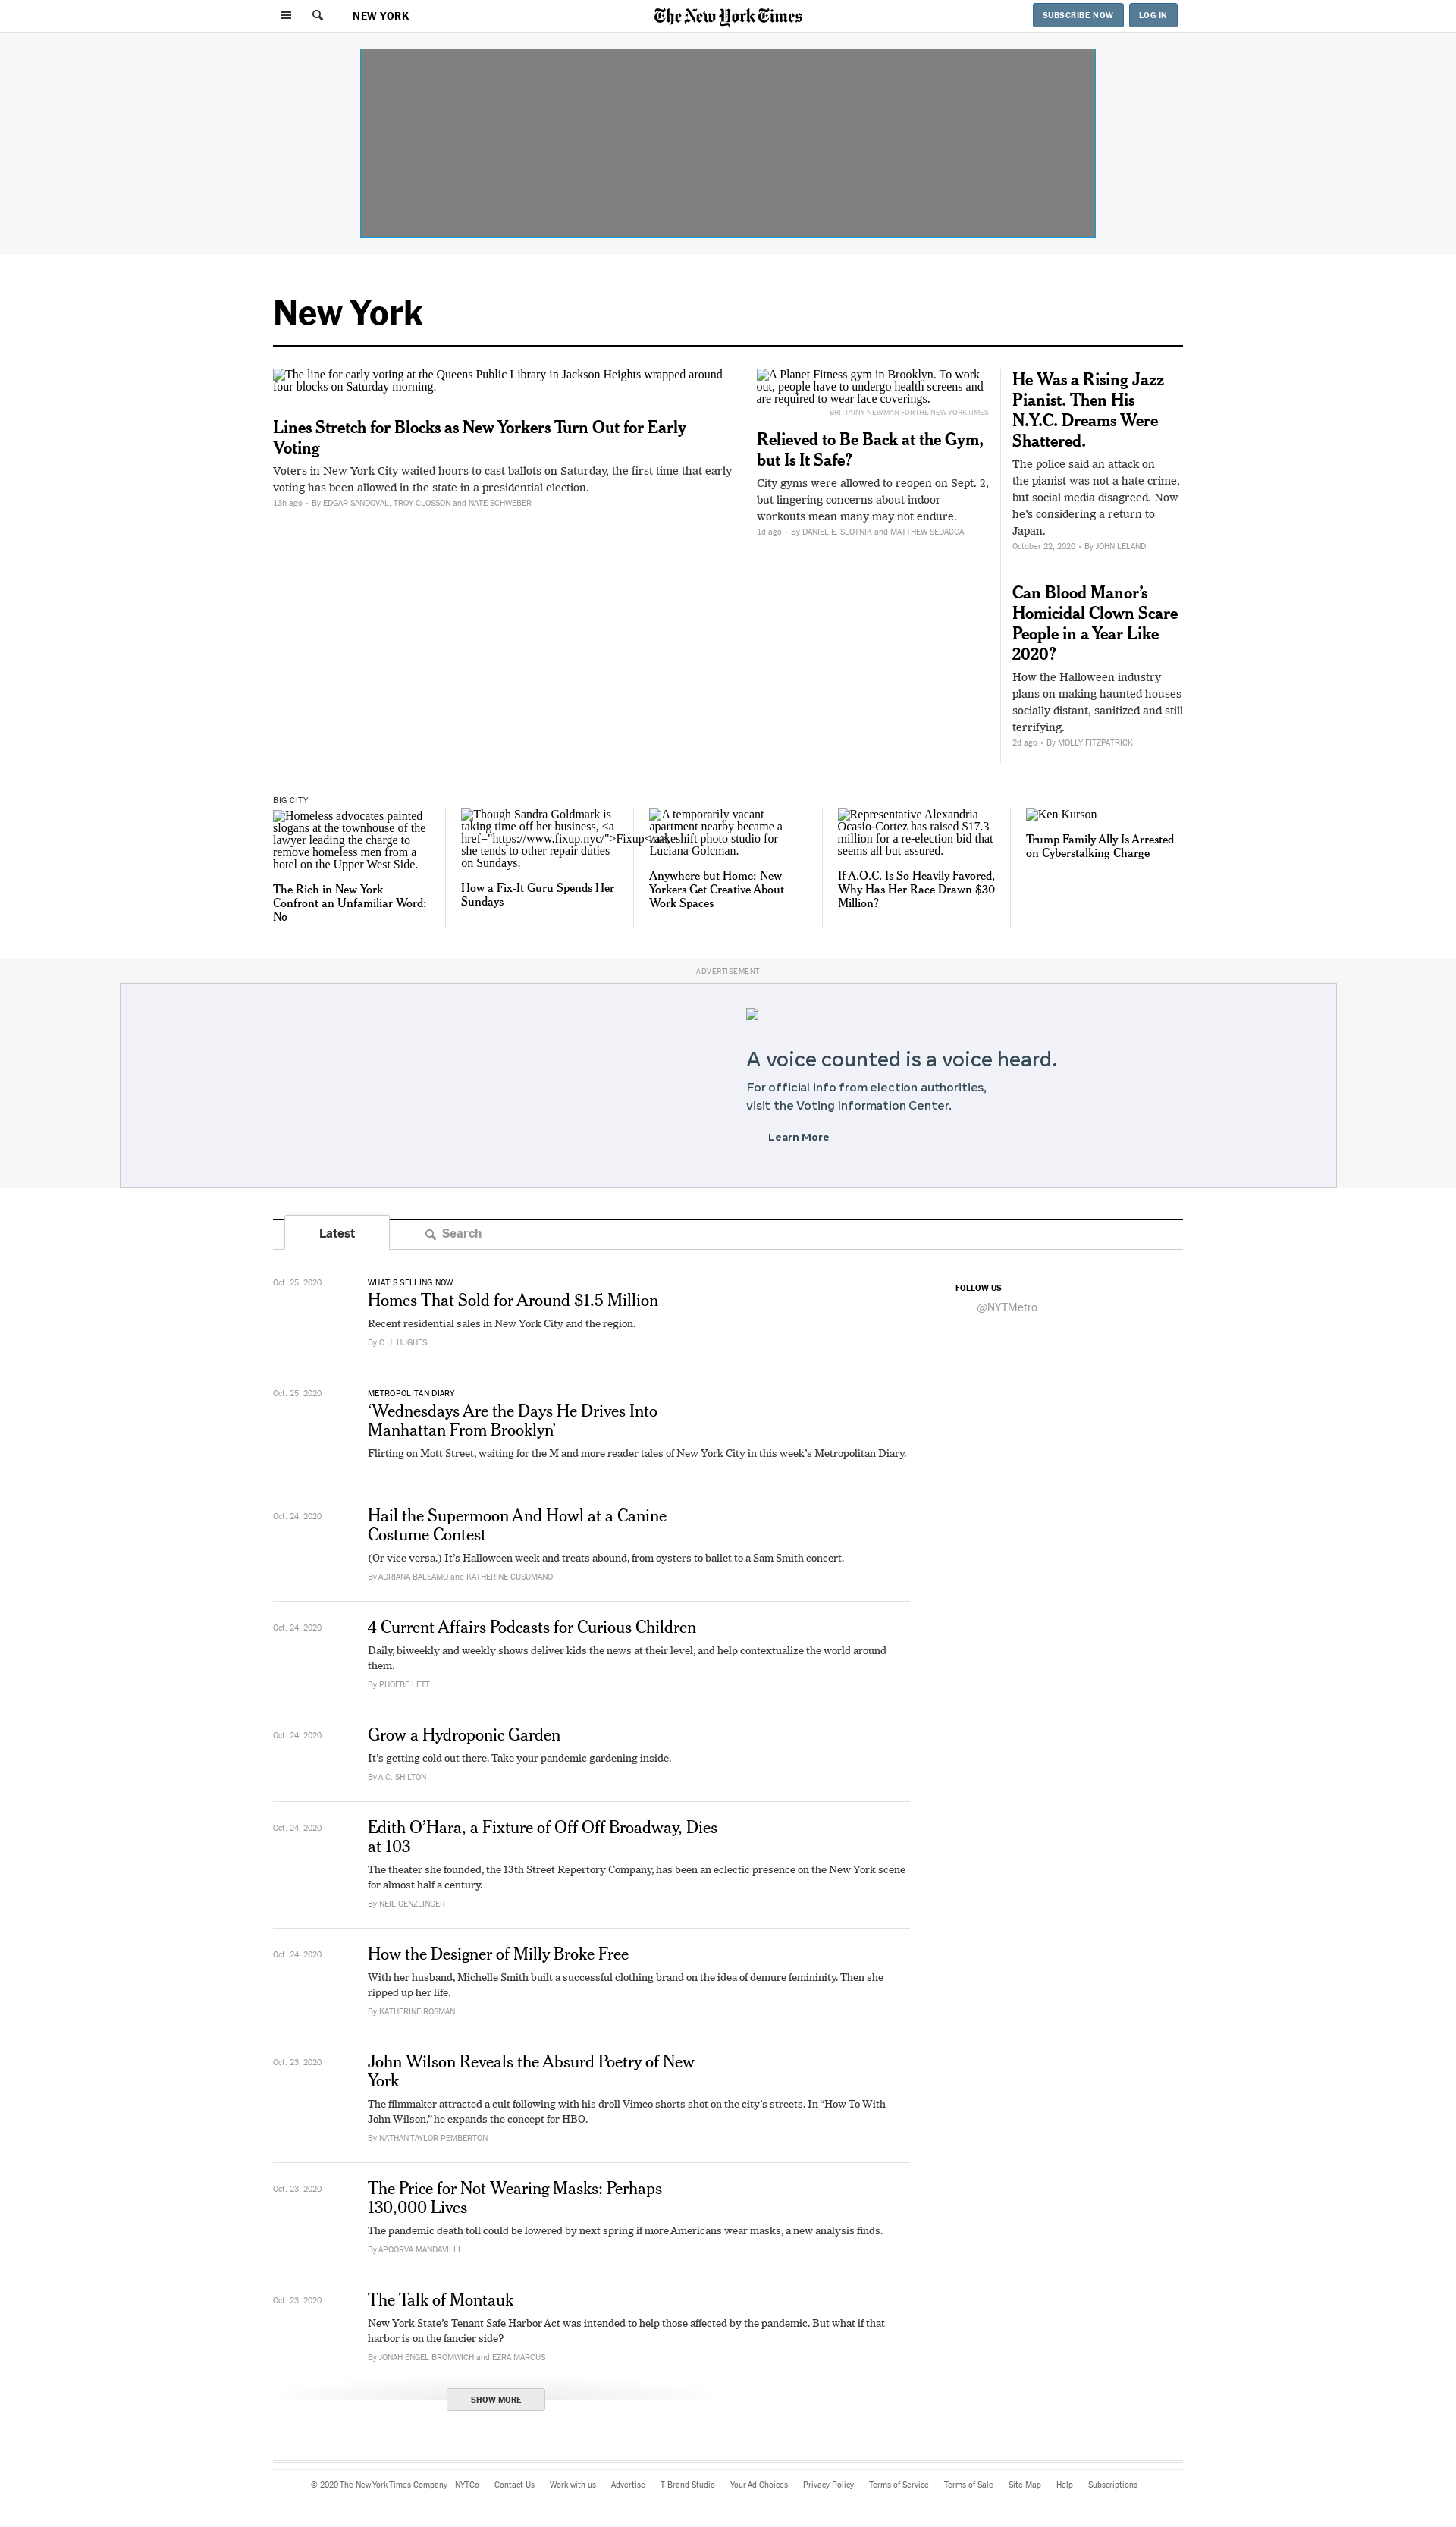 NEW YORK
The New York Times
SUBSCRIBE NOW
LOG IN
New York
The line for early voting at the Queens Public Library in Jackson Heights wrapped around
four blocks on Saturday morning.
Lines Stretch for Blocks as New Yorkers Turn Out for Early
Voting
Voters in New York City waited hours to cast ballots on Saturday, the first time that early
voting has been allowed in the state in a presidential election.
13h ago • By EDGAR SANDOVAL, TROY CLOSSON and NATE SCHWEBER
A Planet Fitness gym in Brooklyn. To work
out, people have to undergo health screens and
are required to wear face coverings.
BRITTAINY NEWMAN FOR THE NEW YORK TIMES
Relieved to Be Back at the Gym,
but Is It Safe?
City gyms were allowed to reopen on Sept. 2,
but lingering concerns about indoor
workouts mean many may not endure.
1d ago • By DANIEL E. SLOTNIK and MATTHEW SEDACCA
He Was a Rising Jazz
Pianist. Then His
N.Y.C. Dreams Were
Shattered.
The police said an attack on
the pianist was not a hate crime,
but social media disagreed. Now
he’s considering a return to
Japan.
October 22, 2020 • By JOHN LELAND
Can Blood Manor’s
Homicidal Clown Scare
People in a Year Like
2020?
How the Halloween industry
plans on making haunted houses
socially distant, sanitized and still
terrifying.
2d ago • By MOLLY FITZPATRICK
BIG CITY
Homeless advocates painted
slogans at the townhouse of the
lawyer leading the charge to
remove homeless men from a
hotel on the Upper West Side.
The Rich in New York
Confront an Unfamiliar Word:
No
Though Sandra Goldmark is
taking time off her business, <a
href="https://www.fixup.nyc/">Fixup</a>,
she tends to other repair duties
on Sundays.
How a Fix-It Guru Spends Her
Sundays
A temporarily vacant
apartment nearby became a
makeshift photo studio for
Luciana Golcman.
Anywhere but Home: New
Yorkers Get Creative About
Work Spaces
Representative Alexandria
Ocasio-Cortez has raised $17.3
million for a re-election bid that
seems all but assured.
If A.O.C. Is So Heavily Favored,
Why Has Her Race Drawn $30
Million?
Ken Kurson
Trump Family Ally Is Arrested
on Cyberstalking Charge
ADVERTISEMENT
A voice counted is a voice heard.
For official info from election authorities,
visit the Voting Information Center.
Learn More
Latest
Search
Oct. 25, 2020
WHAT’S SELLING NOW
Homes That Sold for Around $1.5 Million
Recent residential sales in New York City and the region.
By C. J. HUGHES
FOLLOW US
@NYTMetro
Oct. 25, 2020
METROPOLITAN DIARY
‘Wednesdays Are the Days He Drives Into
Manhattan From Brooklyn’
Flirting on Mott Street, waiting for the M and more reader tales of New York City in this week’s Metropolitan Diary.
Oct. 24, 2020
Hail the Supermoon And Howl at a Canine
Costume Contest
(Or vice versa.) It’s Halloween week and treats abound, from oysters to ballet to a Sam Smith concert.
By ADRIANA BALSAMO and KATHERINE CUSUMANO
Oct. 24, 2020
4 Current Affairs Podcasts for Curious Children
Daily, biweekly and weekly shows deliver kids the news at their level, and help contextualize the world around
them.
By PHOEBE LETT
Oct. 24, 2020
Grow a Hydroponic Garden
It’s getting cold out there. Take your pandemic gardening inside.
By A.C. SHILTON
Oct. 24, 2020
Edith O’Hara, a Fixture of Off Off Broadway, Dies
at 103
The theater she founded, the 13th Street Repertory Company, has been an eclectic presence on the New York scene
for almost half a century.
By NEIL GENZLINGER
Oct. 24, 2020
How the Designer of Milly Broke Free
With her husband, Michelle Smith built a successful clothing brand on the idea of demure femininity. Then she
ripped up her life.
By KATHERINE ROSMAN
Oct. 23, 2020
John Wilson Reveals the Absurd Poetry of New
York
The filmmaker attracted a cult following with his droll Vimeo shorts shot on the city’s streets. In “How To With
John Wilson,” he expands the concept for HBO.
By NATHAN TAYLOR PEMBERTON
Oct. 23, 2020
The Price for Not Wearing Masks: Perhaps
130,000 Lives
The pandemic death toll could be lowered by next spring if more Americans wear masks, a new analysis finds.
By APOORVA MANDAVILLI
Oct. 23, 2020
The Talk of Montauk
New York State’s Tenant Safe Harbor Act was intended to help those affected by the pandemic. But what if that
harbor is on the fancier side?
By JONAH ENGEL BROMWICH and EZRA MARCUS
SHOW MORE
© 2020 The New York Times Company NYTCo Contact Us Work with us Advertise T Brand Studio Your Ad Choices Privacy Policy Terms of Service Terms of Sale Site Map Help Subscriptions